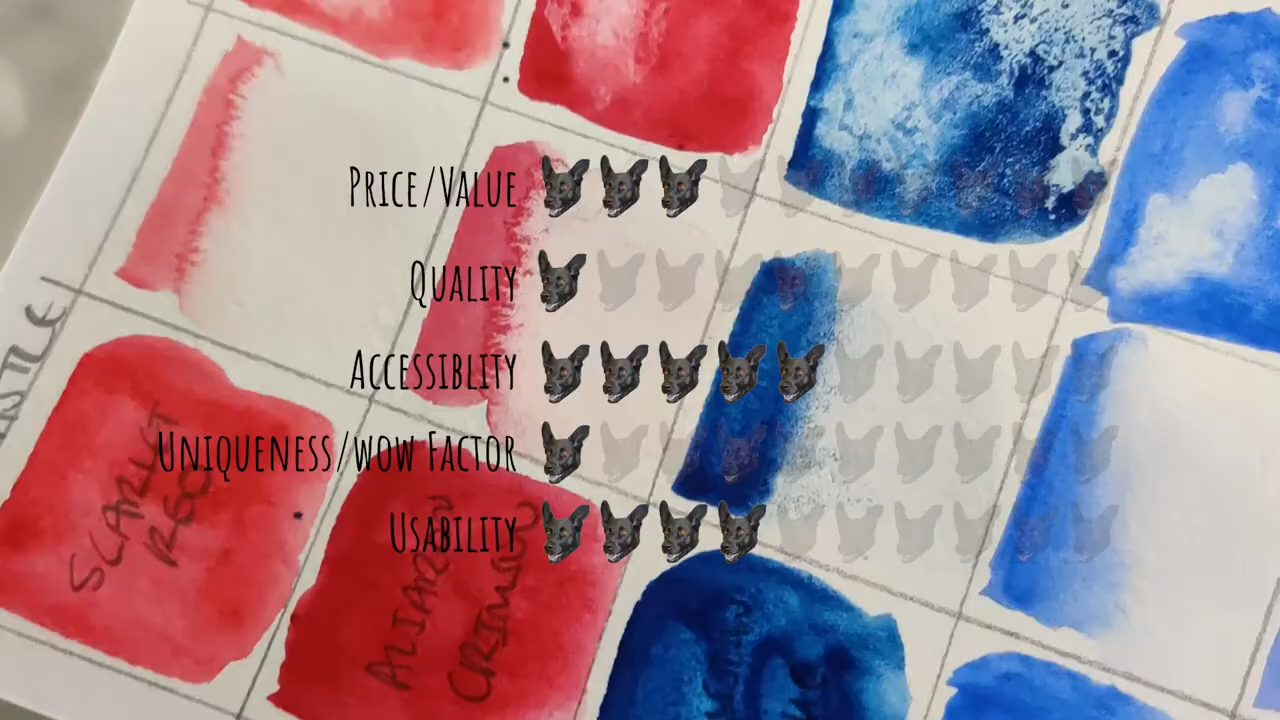 Price/Value
Quality
Accessiblity
Uniqueness/wow Factor
Usability
SCARLET
RED
ALIZARIN
CRIMSON